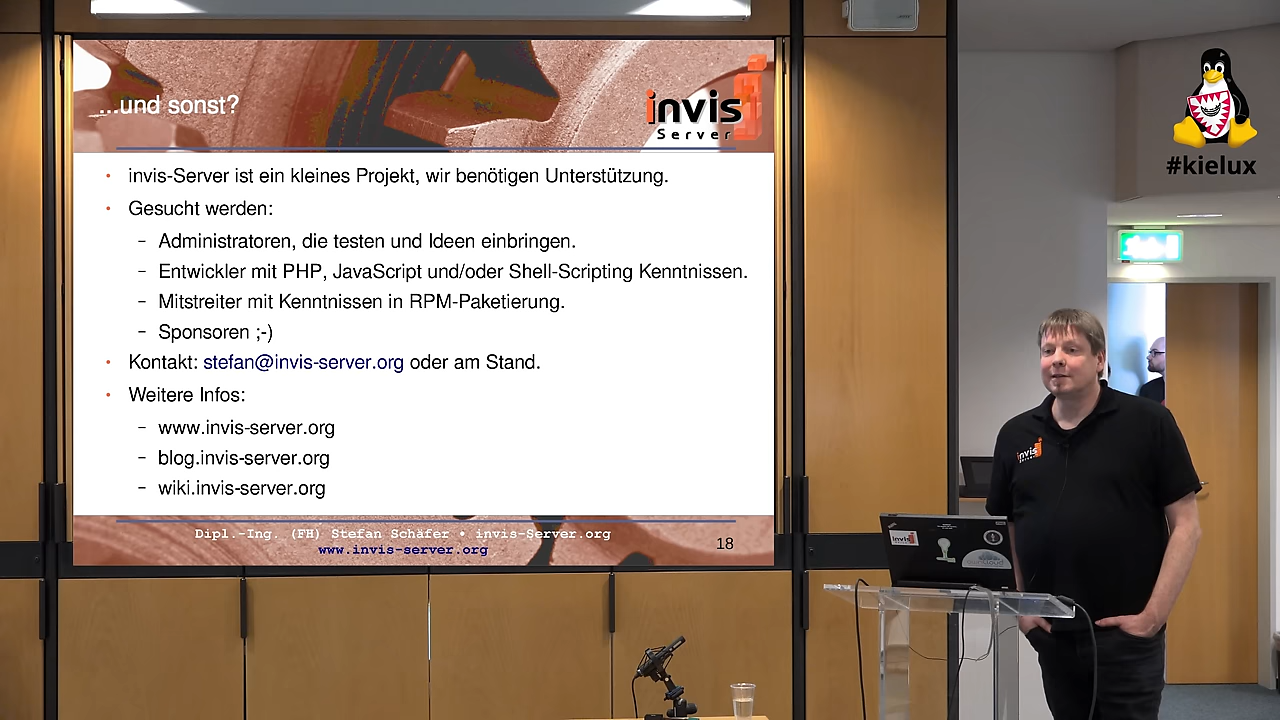 ...und sonst?
invis
Server
invis-Server ist ein kleines Projekt, wir benötigen Unterstützung.
Gesucht werden:
Administratoren, die testen und Ideen einbringen.
Entwickler mit PHP, JavaScript und/oder Shell-Scripting Kenntnissen.
Mitstreiter mit Kenntnissen in RPM-Paketierung.
Sponsoren ;-)
Kontakt: stefan@invis-server.org oder am Stand.
Weitere Infos:
www.invis-server.org
blog.invis-server.org
wiki.invis-server.org
Dipl.-Ing. (FH) Stefan Schäfer • invis-Server.org
www.invis-server.org
18
#kielux
invis
invis